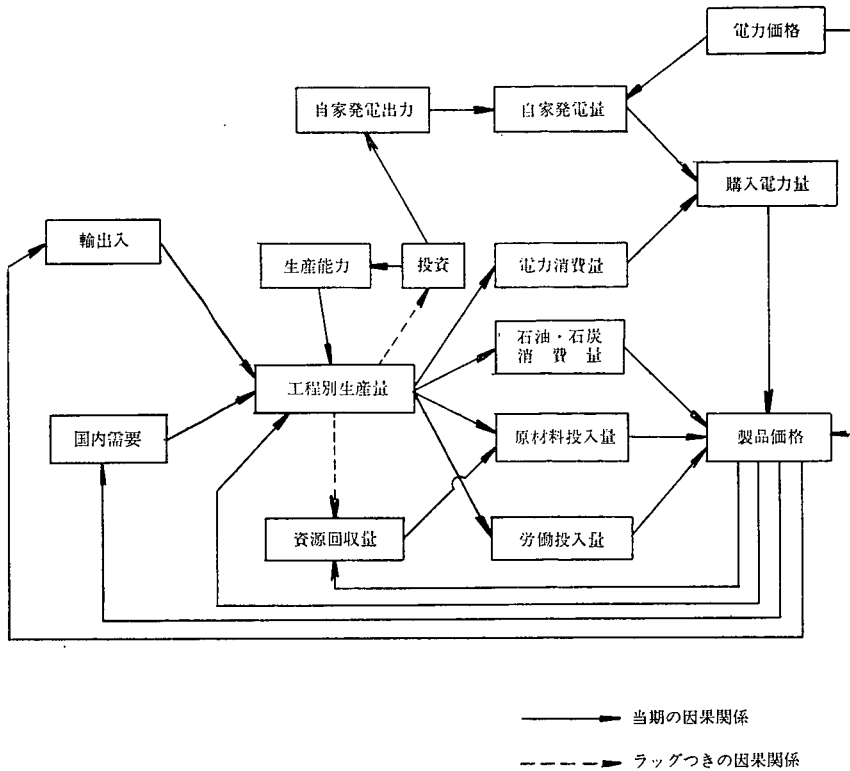 電力価格
自家発電出力
自家発電量
購入電力量
輸出入
生産能力
投資
電力消費量
石油・石炭
消費量
工程別生産量
国内需要
原材料投入量
製品価格
資源回収量
労働投入量
当期の因果関係
ラッグつきの因果関係